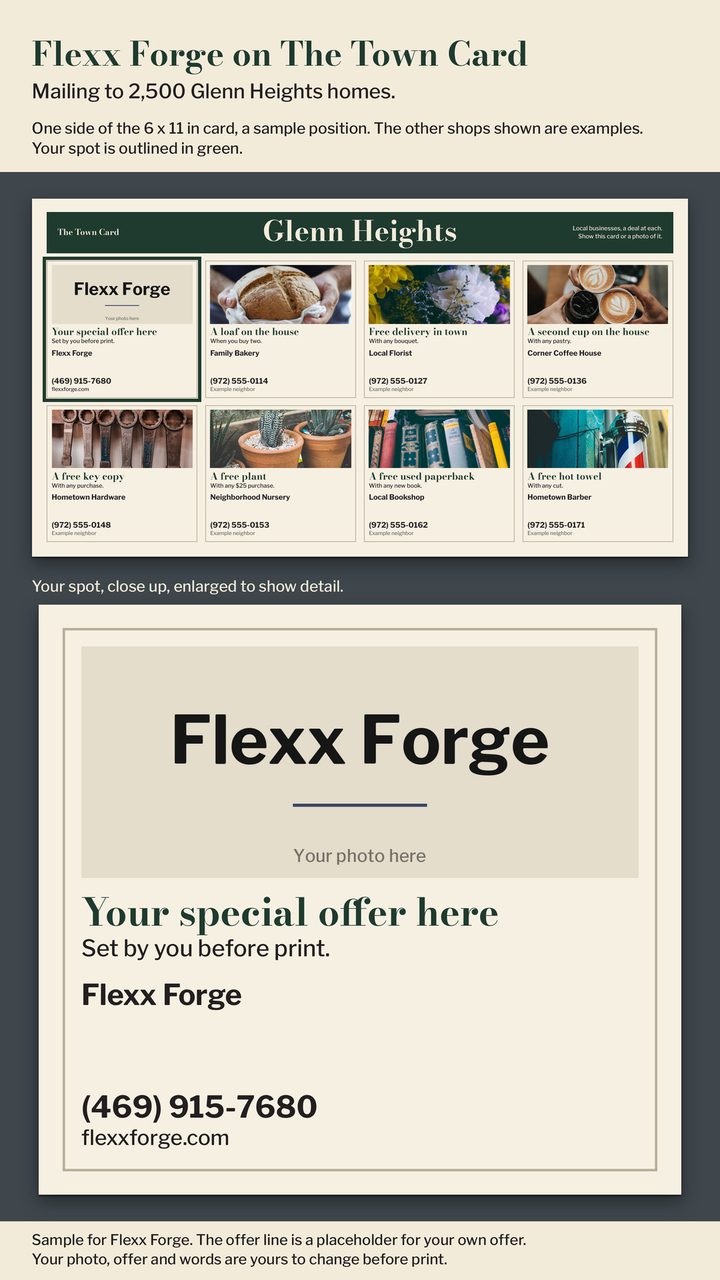 Flexx Forge on The Town Card
Mailing to 2,500 Glenn Heights homes.
One side of the 6 x 11 in card, a sample position. The other shops shown are examples.
Your spot is outlined in green.
The Town Card
Glenn Heights
Local businesses, a deal at each.
Show this card or a photo of it.
Flexx Forge
Your photo here
Your special offer here
Set by you before print.
Flexx Forge
(469) 915-7680
flexxforge.com
A loaf on the house
When you buy two.
Family Bakery
(972) 555-0114
Example neighbor
Free delivery in town
With any bouquet.
Local Florist
(972) 555-0127
Example neighbor
A second cup on the house
With any pastry.
Corner Coffee House
(972) 555-0136
Example neighbor
A free key copy
With any purchase.
Hometown Hardware
(972) 555-0148
Example neighbor
A free plant
With any $25 purchase.
Neighborhood Nursery
(972) 555-0153
Example neighbor
A free used paperback
With any new book.
Local Bookshop
(972) 555-0162
Example neighbor
A free hot towel
With any cut.
Hometown Barber
(972) 555-0171
Example neighbor
Your spot, close up, enlarged to show detail.
Flexx Forge
Your photo here
Your special offer here
Set by you before print.
Flexx Forge
(469) 915-7680
flexxforge.com
Sample for Flexx Forge. The offer line is a placeholder for your own offer.
Your photo, offer and words are yours to change before print.